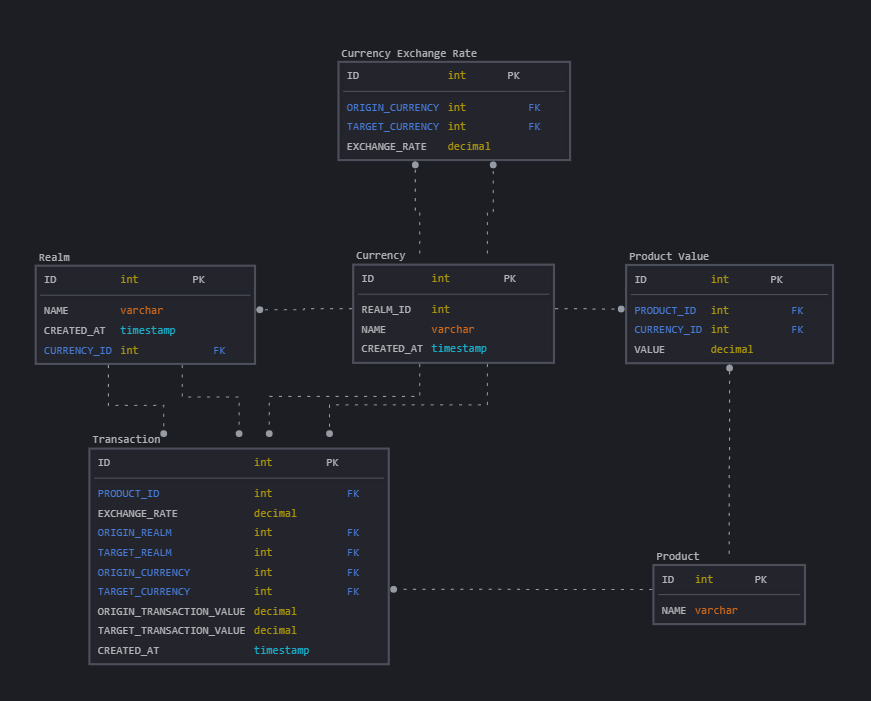 Currency Exchange Rate
ID int PK
ORIGIN_CURRENCY int FK
TARGET_CURRENCY int FK
EXCHANGE_RATE decimal
Realm
ID int PK
NAME varchar
CREATED_AT timestamp
CURRENCY_ID int FK
Currency
ID int PK
REALM_ID int
NAME varchar
CREATED_AT timestamp
Product Value
ID int PK
PRODUCT_ID int FK
CURRENCY_ID int FK
VALUE decimal
Transaction
ID int PK
PRODUCT_ID int FK
EXCHANGE_RATE decimal
ORIGIN_REALM int FK
TARGET_REALM int FK
ORIGIN_CURRENCY int FK
TARGET_CURRENCY int FK
ORIGIN_TRANSACTION_VALUE decimal
TARGET_TRANSACTION_VALUE decimal
CREATED_AT timestamp
Product
ID int PK
NAME varchar